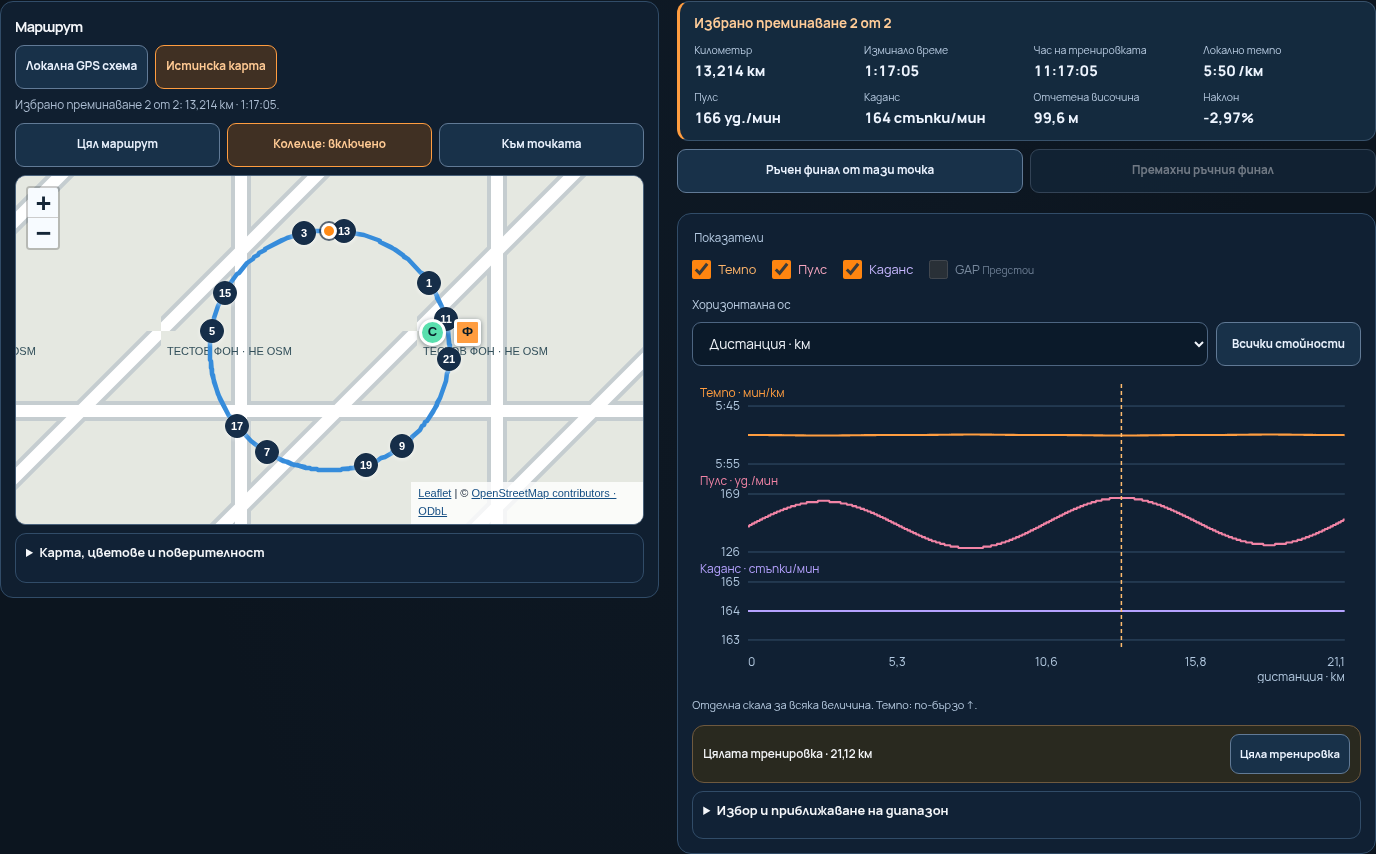 Маршрут
Локална GPS схема
Истинска карта
Избрано преминаване 2 от 2: 13,214 км · 1:17:05.
Цял маршрут
Колелце: включено
Към точката
+
−
3
13
1
15
11
5
С
Ф
OSM
ТЕСТОВ ФОН · НЕ OSM
ТЕСТОВ ФОН · НЕ OSM
21
17
7
9
19
Leaflet | © OpenStreetMap contributors ·
ODbL
Карта, цветове и поверителност
Избрано преминаване 2 от 2
Километър
Изминало време
Час на тренировката
Локално темпо
13,214 км
1:17:05
11:17:05
5:50 /км
Пулс
Каданс
Отчетена височина
Наклон
166 уд./мин
164 стъпки/мин
99,6 м
-2,97%
Ръчен финал от тази точка
Премахни ръчния финал
Показатели
Темпо
Пулс
Каданс
GAP Предстои
Хоризонтална ос
Дистанция · км
Всички стойности
Темпо · мин/км
5:45
5:55
Пулс · уд./мин
169
126
Каданс · стъпки/мин
165
164
163
0
5,3
10,6
15,8
21,1
дистанция · км
Отделна скала за всяка величина. Темпо: по-бързо ↑.
Цялата тренировка · 21,12 км
Цяла тренировка
Избор и приближаване на диапазон